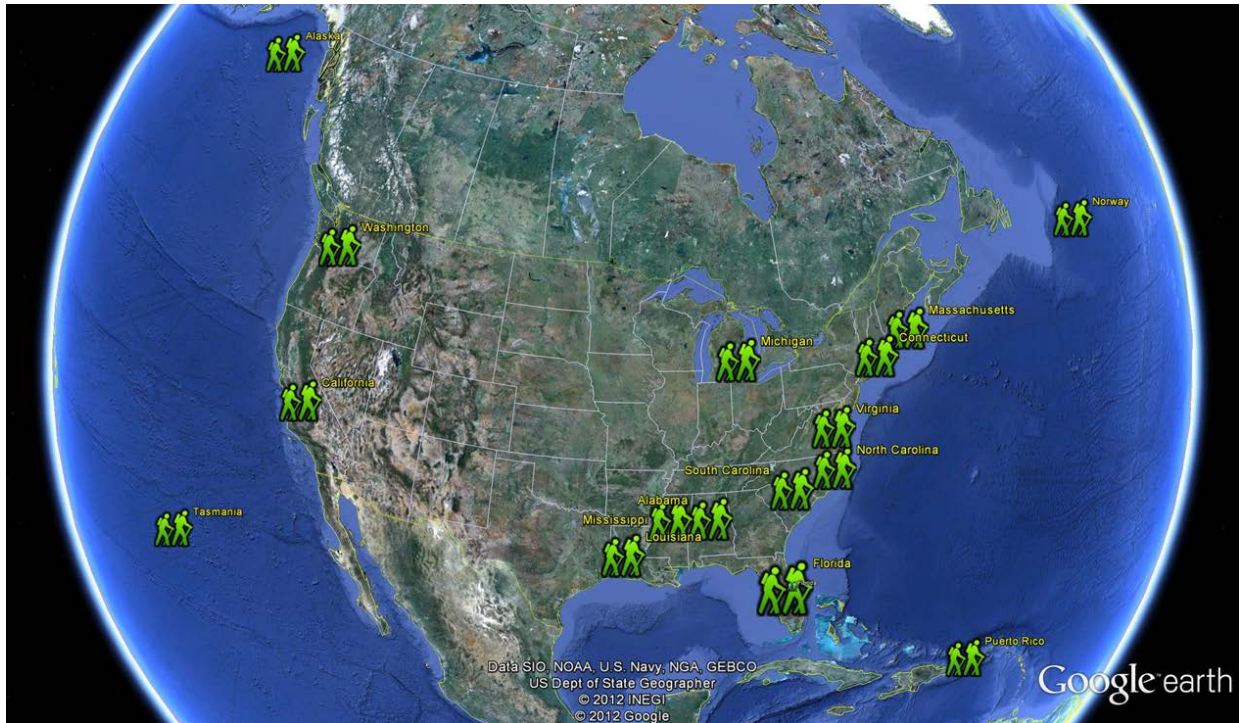 Alaska
Norway
Washington
Massachusetts
Connecticut
Michigan
California
Virginia
North Carolina
South Carolina
Alabama
Tasmania
Mississippi
Louisiana
Florida
Puerto Rico
Data SIO, NOAA, U.S. Navy, NGA, GEBCO
US Dept of State Geographer
© 2012 INEGI
© 2012 Google
Google earth